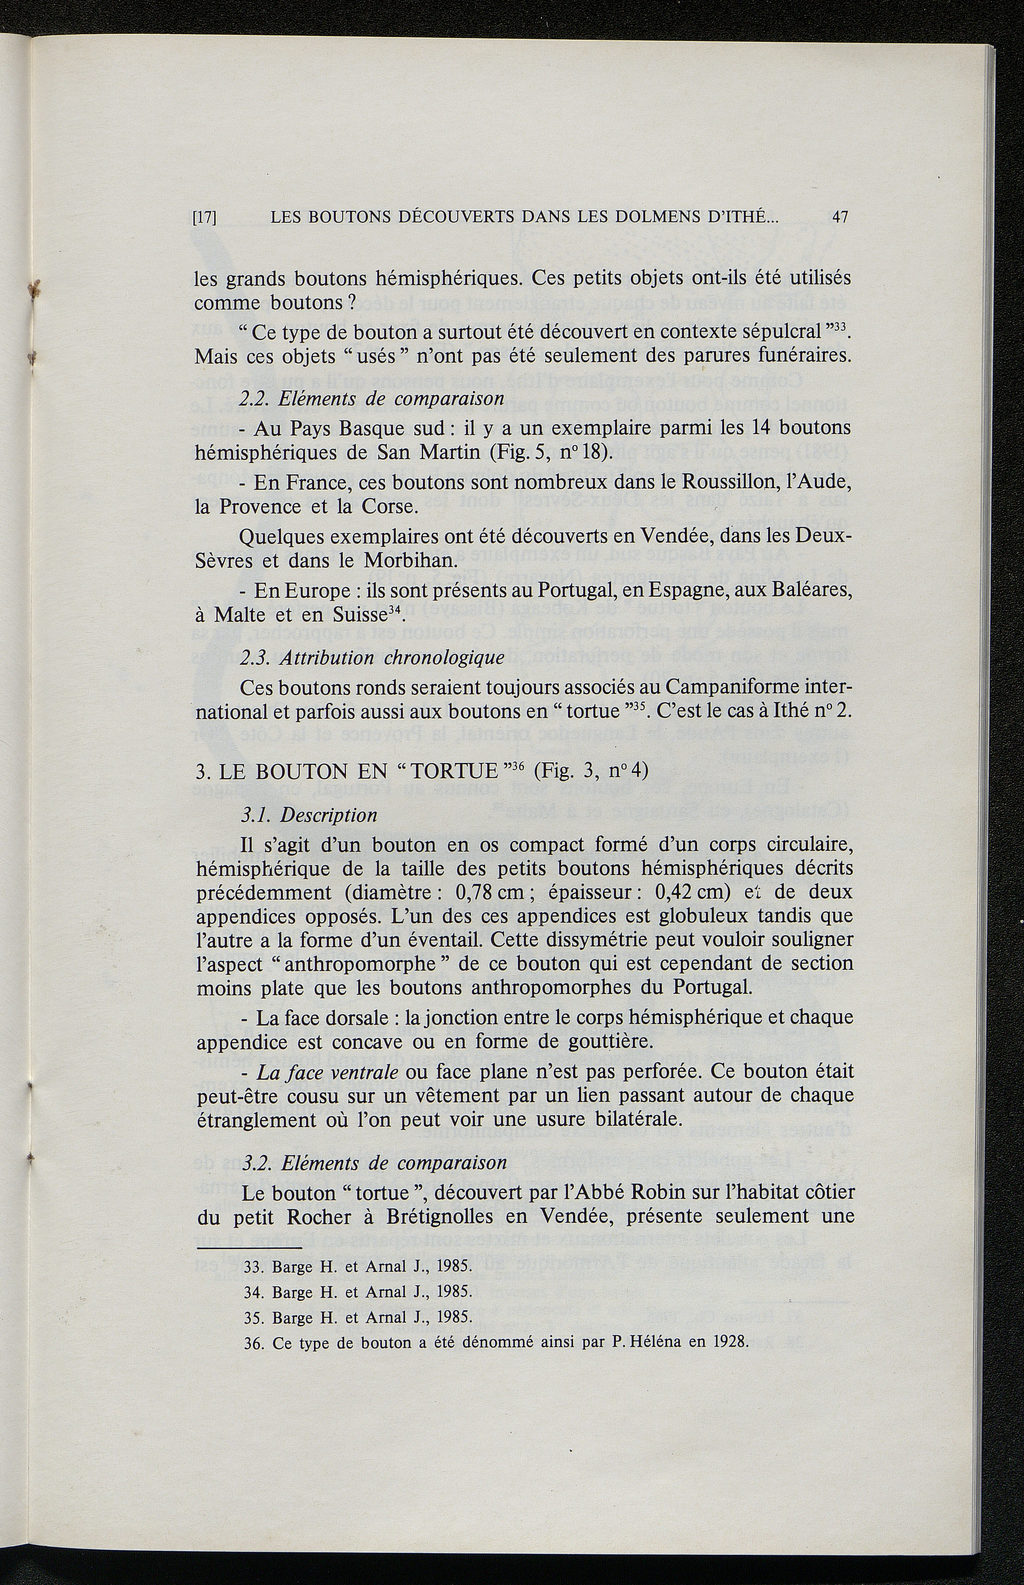 [17] LES BOUTONS DÉCOUVERTS DANS LES DOLMENS D'ITHÉ... 47
les grands boutons hémisphériques. Ces petits objets ont-ils été utilisés
comme boutons ?
“ Ce type de bouton a surtout été découvert en contexte sépulcral ”³³.
Mais ces objets “ usés ” n'ont pas été seulement des parures funéraires.
2.2. Eléments de comparaison
- Au Pays Basque sud : il y a un exemplaire parmi les 14 boutons
hémisphériques de San Martin (Fig. 5, n° 18).
- En France, ces boutons sont nombreux dans le Roussillon, l'Aude,
la Provence et la Corse.
Quelques exemplaires ont été découverts en Vendée, dans les Deux-
Sèvres et dans le Morbihan.
- En Europe : ils sont présents au Portugal, en Espagne, aux Baléares,
à Malte et en Suisse³⁴.
2.3. Attribution chronologique
Ces boutons ronds seraient toujours associés au Campaniforme inter-
national et parfois aussi aux boutons en “ tortue ”³⁵. C'est le cas à Ithé n° 2.
3. LE BOUTON EN “ TORTUE ”³⁶ (Fig. 3, n° 4)
3.1. Description
Il s'agit d'un bouton en os compact formé d'un corps circulaire,
hémisphérique de la taille des petits boutons hémisphériques décrits
précédemment (diamètre : 0,78 cm ; épaisseur : 0,42 cm) et de deux
appendices opposés. L'un des ces appendices est globuleux tandis que
l'autre a la forme d'un éventail. Cette dissymétrie peut vouloir souligner
l'aspect “ anthropomorphe ” de ce bouton qui est cependant de section
moins plate que les boutons anthropomorphes du Portugal.
- La face dorsale : la jonction entre le corps hémisphérique et chaque
appendice est concave ou en forme de gouttière.
- La face ventrale ou face plane n'est pas perforée. Ce bouton était
peut-être cousu sur un vêtement par un lien passant autour de chaque
étranglement où l'on peut voir une usure bilatérale.
3.2. Eléments de comparaison
Le bouton “ tortue ”, découvert par l'Abbé Robin sur l'habitat côtier
du petit Rocher à Brétignolles en Vendée, présente seulement une
33. Barge H. et Arnal J., 1985.
34. Barge H. et Arnal J., 1985.
35. Barge H. et Arnal J., 1985.
36. Ce type de bouton a été dénommé ainsi par P. Héléna en 1928.